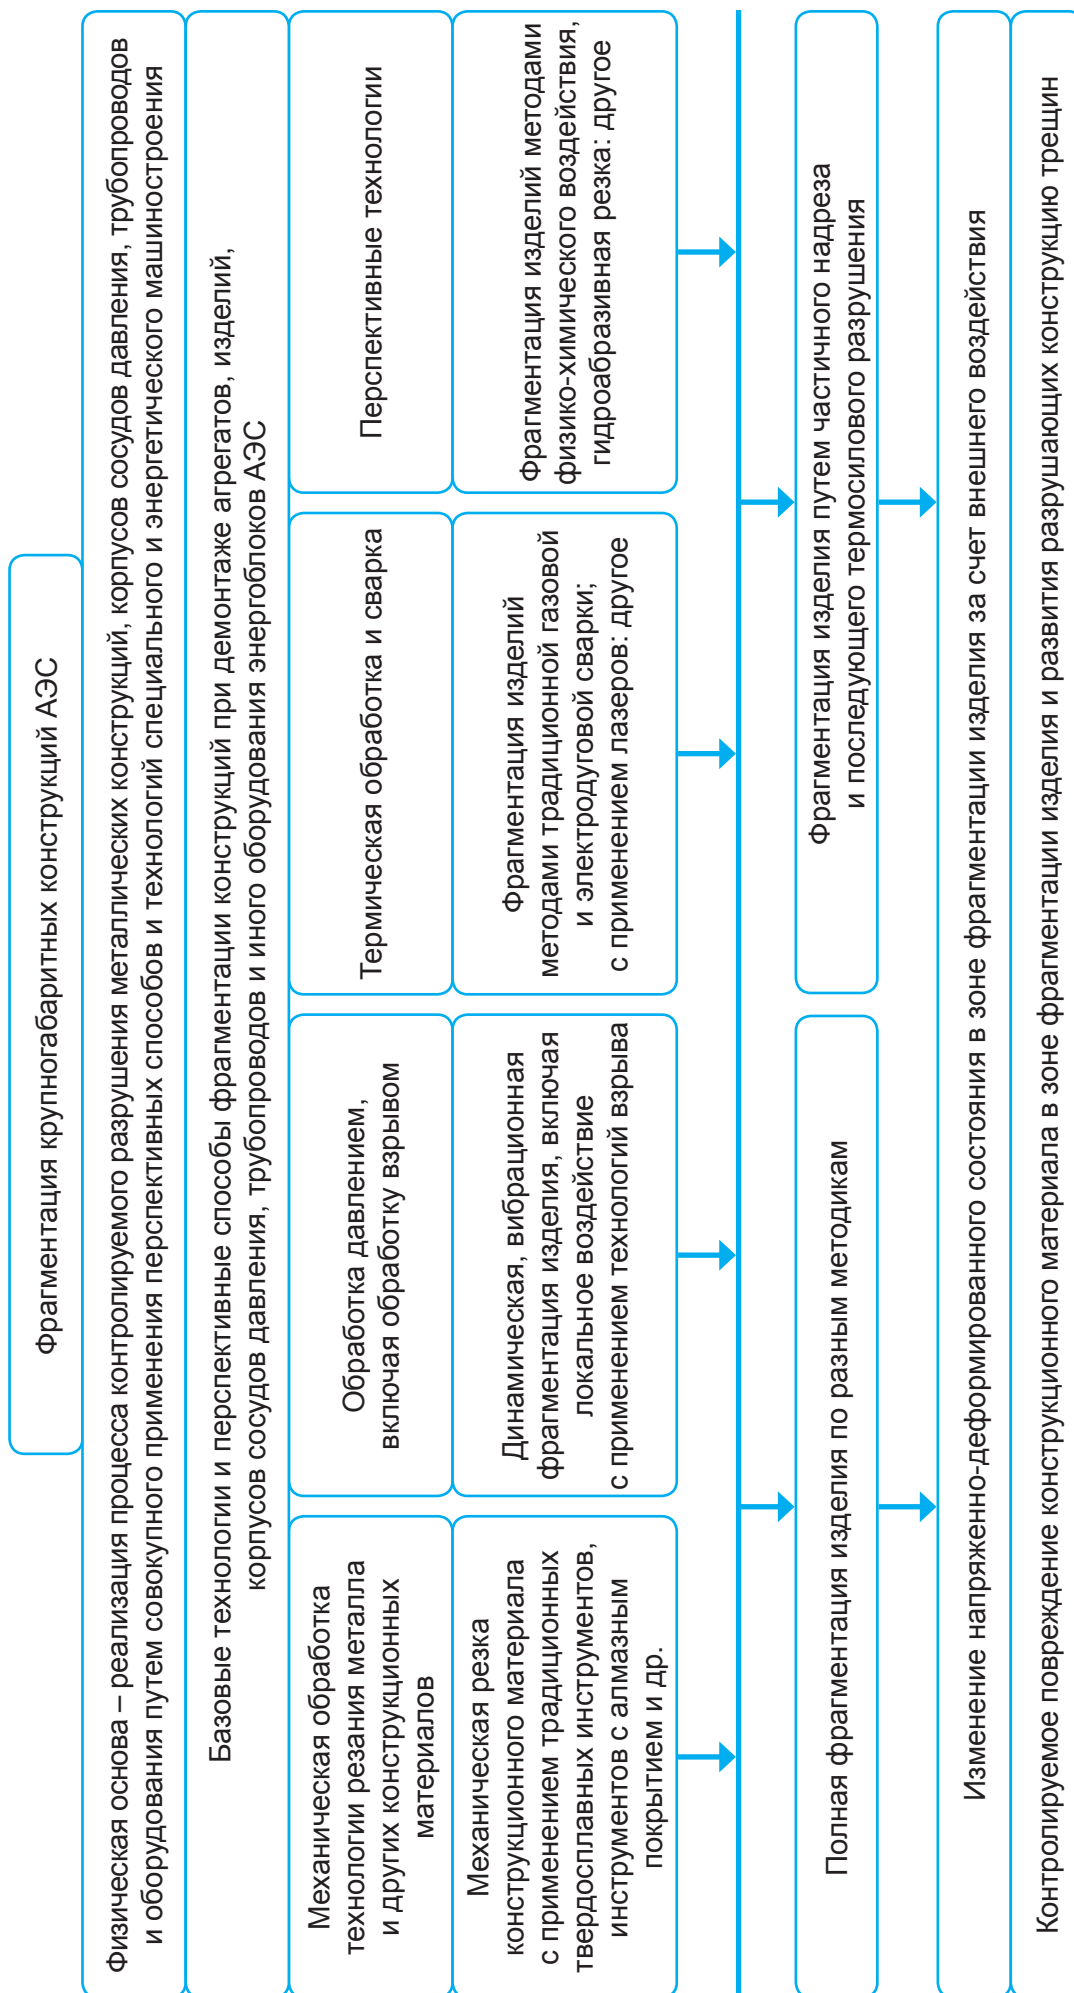 Фрагментация крупногабаритных конструкций АЭС
Физическая основа – реализация процесса контролируемого разрушения металлических конструкций, корпусов сосудов давления, трубопроводов
и оборудования путем совокупного применения перспективных способов и технологий специального и энергетического машиностроения
Базовые технологии и перспективные способы фрагментации конструкций при демонтаже агрегатов, изделий,
корпусов сосудов давления, трубопроводов и иного оборудования энергоблоков АЭС
Механическая обработка
технологии резания металла
и других конструкционных
материалов
Обработка давлением,
включая обработку взрывом
Термическая обработка и сварка
Перспективные технологии
Механическая резка
конструкционного материала
с применением традиционных
твердосплавных инструментов,
инструментов с алмазным
покрытием и др.
Динамическая, вибрационная
фрагментация изделия, включая
локальное воздействие
с применением технологий взрыва
Фрагментация изделий
методами традиционной газовой
и электродуговой сварки;
с применением лазеров: другое
Фрагментация изделий методами
физико-химического воздействия,
гидроабразивная резка: другое
Полная фрагментация изделия по разным методикам
Фрагментация изделия путем частичного надреза
и последующего термосилового разрушения
Изменение напряженно-деформированного состояния в зоне фрагментации изделия за счет внешнего воздействия
Контролируемое повреждение конструкционного материала в зоне фрагментации изделия и развития разрушающих конструкцию трещин